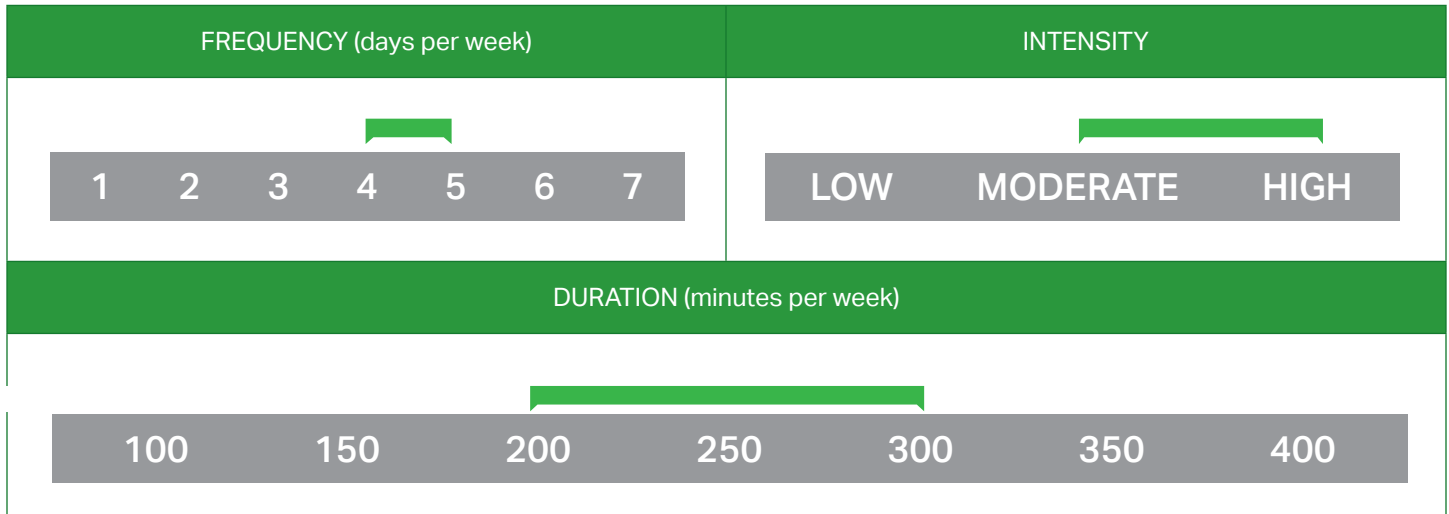 FREQUENCY (days per week)
INTENSITY
1 2 3 4 5 6 7
LOW MODERATE HIGH
DURATION (minutes per week)
100 150 200 250 300 350 400